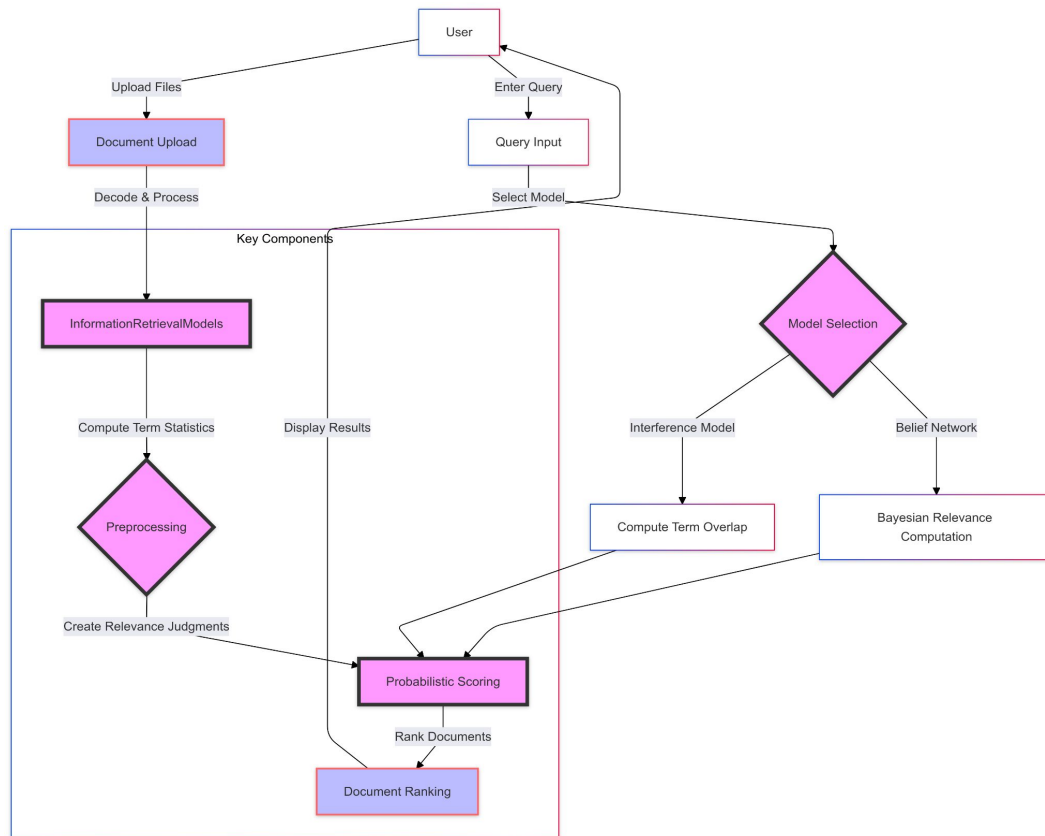 User
Upload Files
Enter Query
Document Upload
Query Input
Decode & Process
Select Model
Key Components
InformationRetrievalModels
Model Selection
Compute Term Statistics
Display Results
Interference Model
Belief Network
Preprocessing
Compute Term Overlap
Bayesian Relevance
Computation
Create Relevance Judgments
Probabilistic Scoring
Rank Documents
Document Ranking